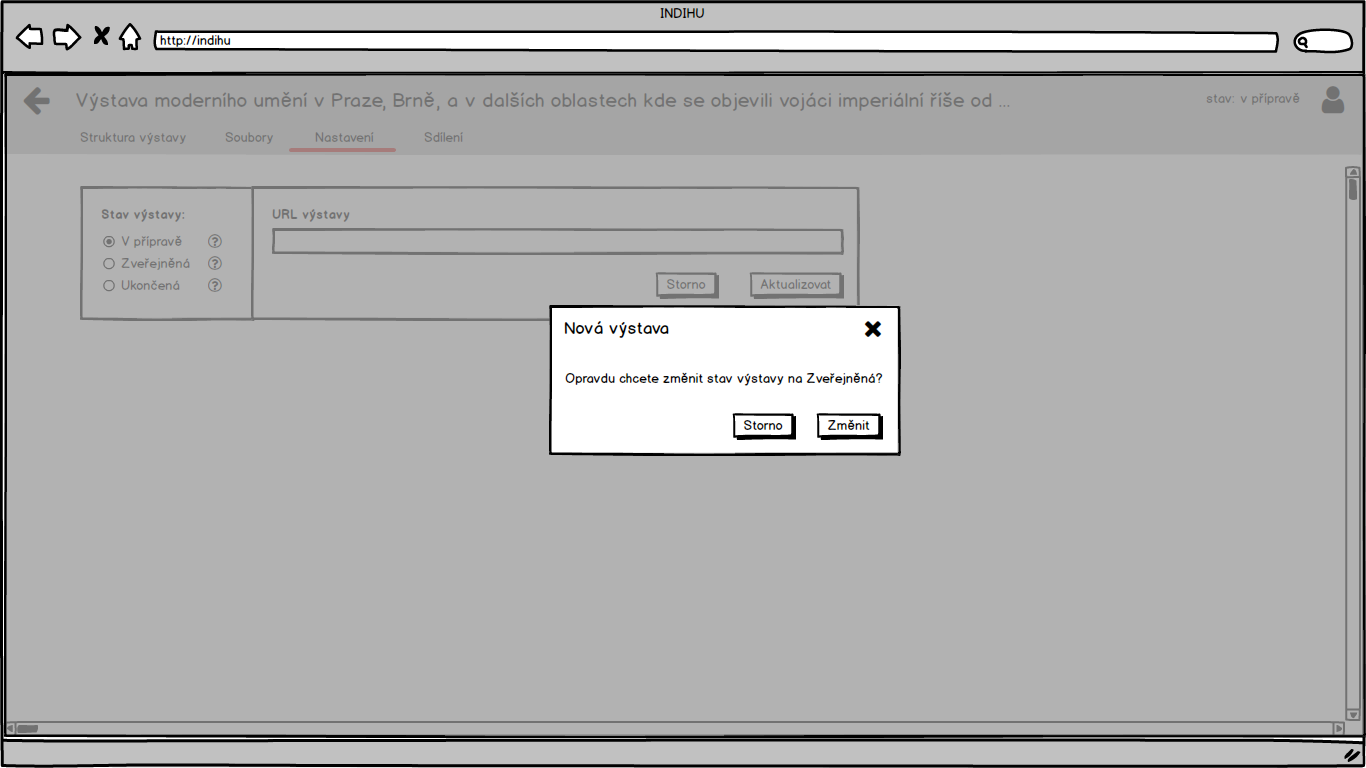 INDIHU
http://indihu
Výstava moderního umění v Praze, Brně, a v dalších oblastech kde se objevili vojáci imperiální říše od ...
stav: v přípravě
Struktura výstavy Soubory Nastavení Sdílení
Stav výstavy:
V přípravě ?
Zveřejněná ?
Ukončená ?
URL výstavy
Storno Aktualizovat
Nová výstava
Opravdu chcete změnit stav výstavy na Zveřejněná?
Storno Změnit